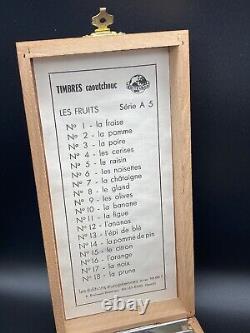 TIMBRES caoutchouc
LES FRUITS Série A 5
N° 1 - la fraise
N° 2 - la pomme
N° 3 - la poire
N° 4 - les cerises
N° 5 - le raisin
N° 6 - les noisettes
N° 7 - la châtaigne
N° 8 - le gland
N° 9 - les olives
N° 10 - la banane
N° 11 - la figue
N° 12 - l'ananas
N° 13 - l'épi de blé
N° 14 - la pomme de pin
N° 15 - le citron
N° 16 - l'orange
N° 17 - la noix
N° 18 - la prune
Les éditions européennes